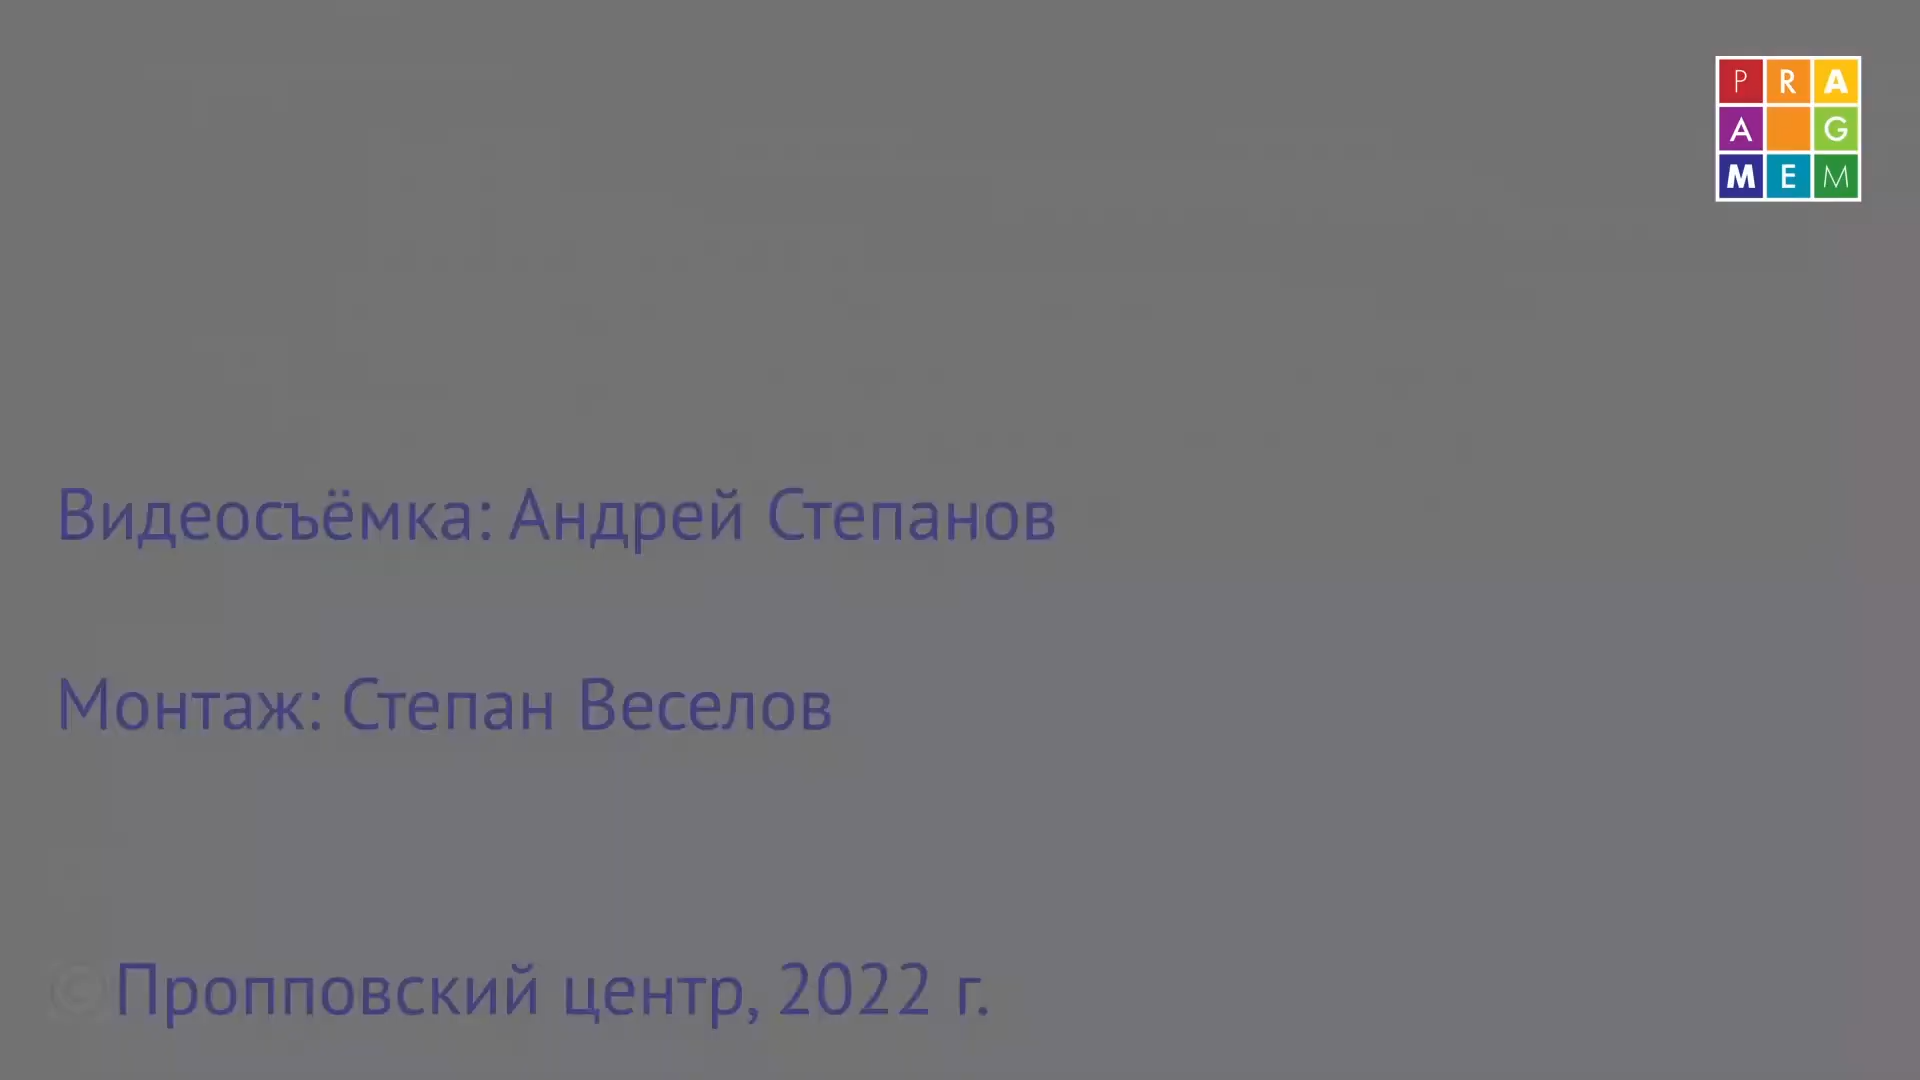 P R A
A G
M E M
Видеосъёмка: Андрей Степанов
Монтаж: Степан Веселов
© Пропповский центр, 2022 г.